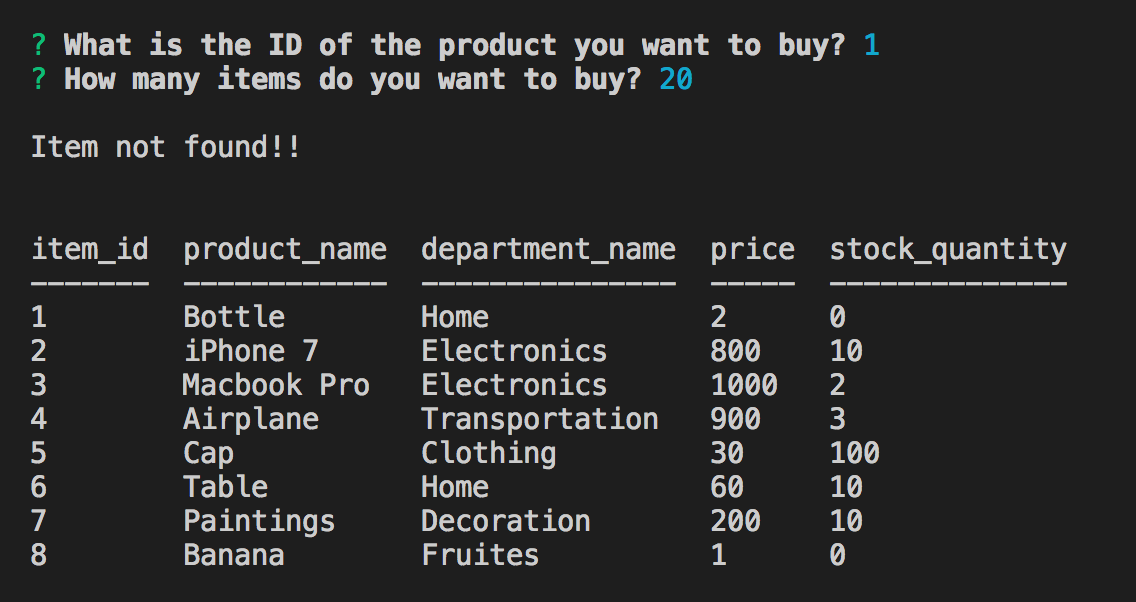 ? What is the ID of the product you want to buy? 1
? How many items do you want to buy? 20
Item not found!!
item_id  product_name  department_name  price  stock_quantity
-------  ------------  ---------------  -----  --------------
1        Bottle        Home             2      0
2        iPhone 7      Electronics      800    10
3        Macbook Pro   Electronics      1000   2
4        Airplane      Transportation   900    3
5        Cap           Clothing         30     100
6        Table         Home             60     10
7        Paintings     Decoration       200    10
8        Banana        Fruites          1      0